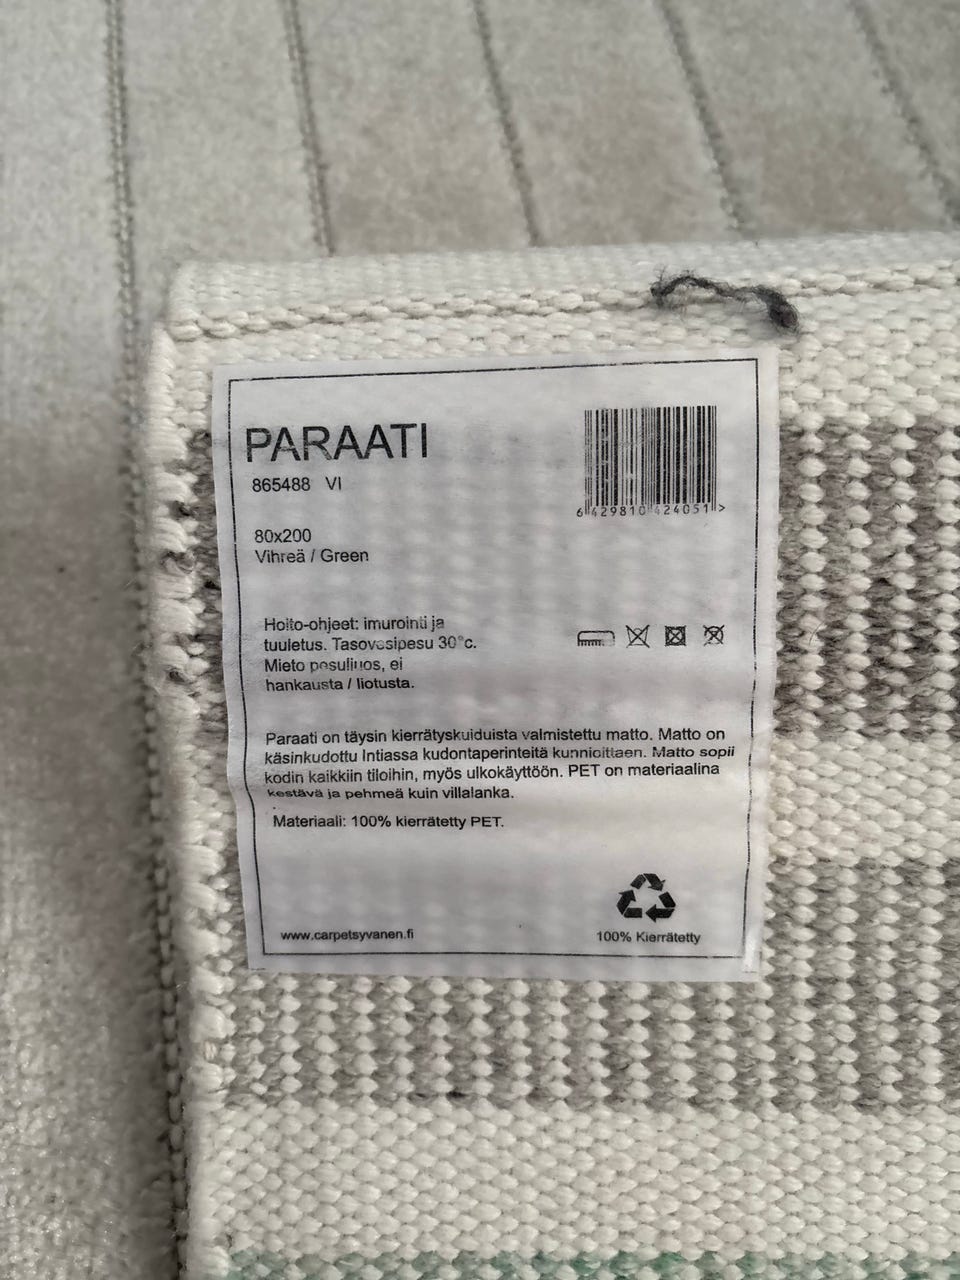 PARAATI
865488 VI
6 429810 424051 >
80x200
Vihreä / Green
Hoito-ohjeet: imurointi ja
tuuletus. Tasovesipesu 30°c.
Mieto pesuliuos, ei
hankausta / liotusta.
Paraati on täysin kierrätyskuiduista valmistettu matto. Matto on
käsinkudottu Intiassa kudontaperinteitä kunnioittaen. Matto sopii
kodin kaikkiin tiloihin, myös ulkokäyttöön. PET on materiaalina
kestävä ja pehmeä kuin villalanka.
Materiaali: 100% kierrätetty PET.
www.carpetsyvanen.fi
100% Kierrätetty